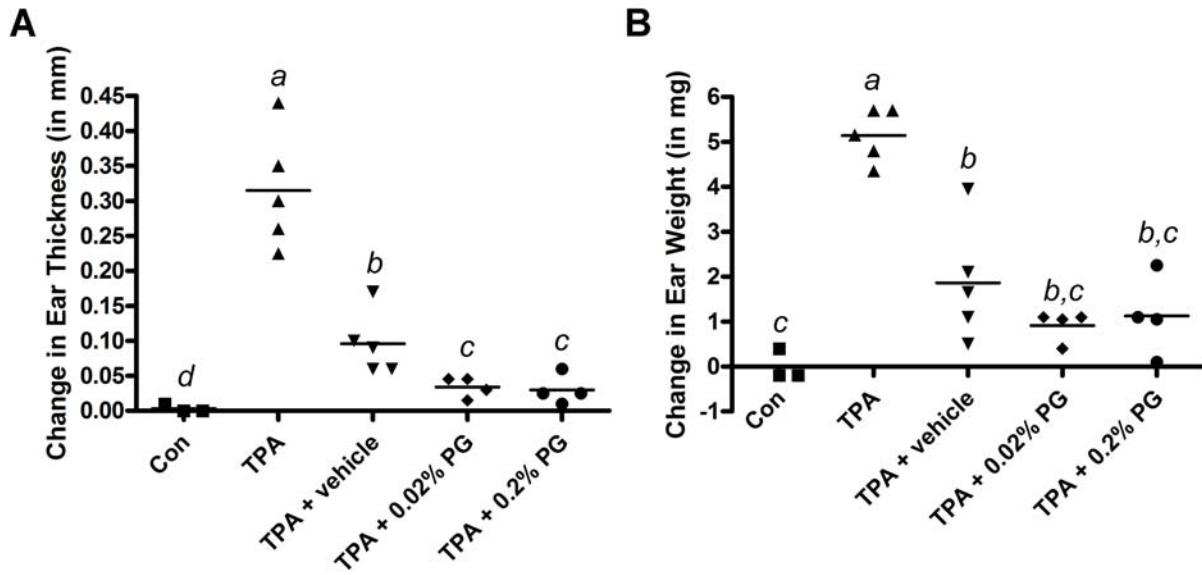 A
Change in Ear Thickness (in mm)
0.45
0.40
0.35
0.30
0.25
0.20
0.15
0.10
0.05
0.00
a
b
c
c
d
Con
TPA
TPA + vehicle
TPA + 0.02% PG
TPA + 0.2% PG
B
Change in Ear Weight (in mg)
6
5
4
3
2
1
0
-1
a
b
b,c
b,c
c
Con
TPA
TPA + vehicle
TPA + 0.02% PG
TPA + 0.2% PG